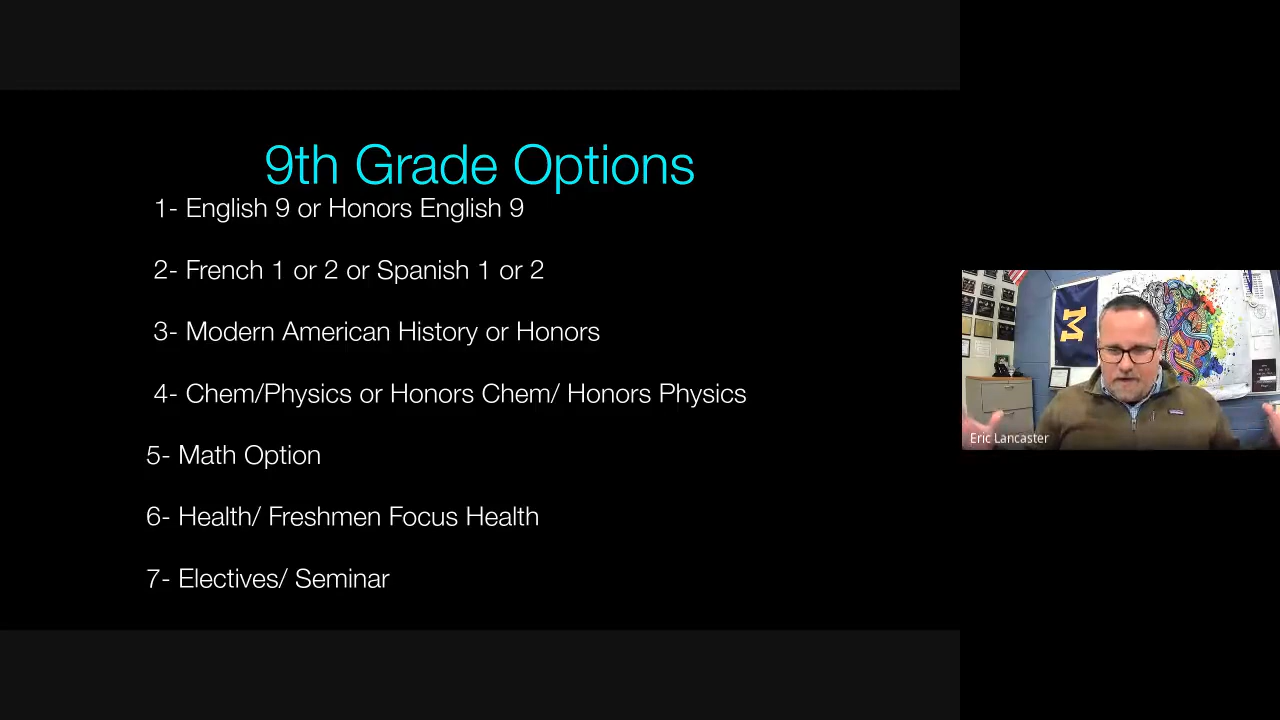 9th Grade Options
1- English 9 or Honors English 9
2- French 1 or 2 or Spanish 1 or 2
3- Modern American History or Honors
4- Chem/Physics or Honors Chem/ Honors Physics
5- Math Option
6- Health/ Freshmen Focus Health
7- Electives/ Seminar
M
Eric Lancaster